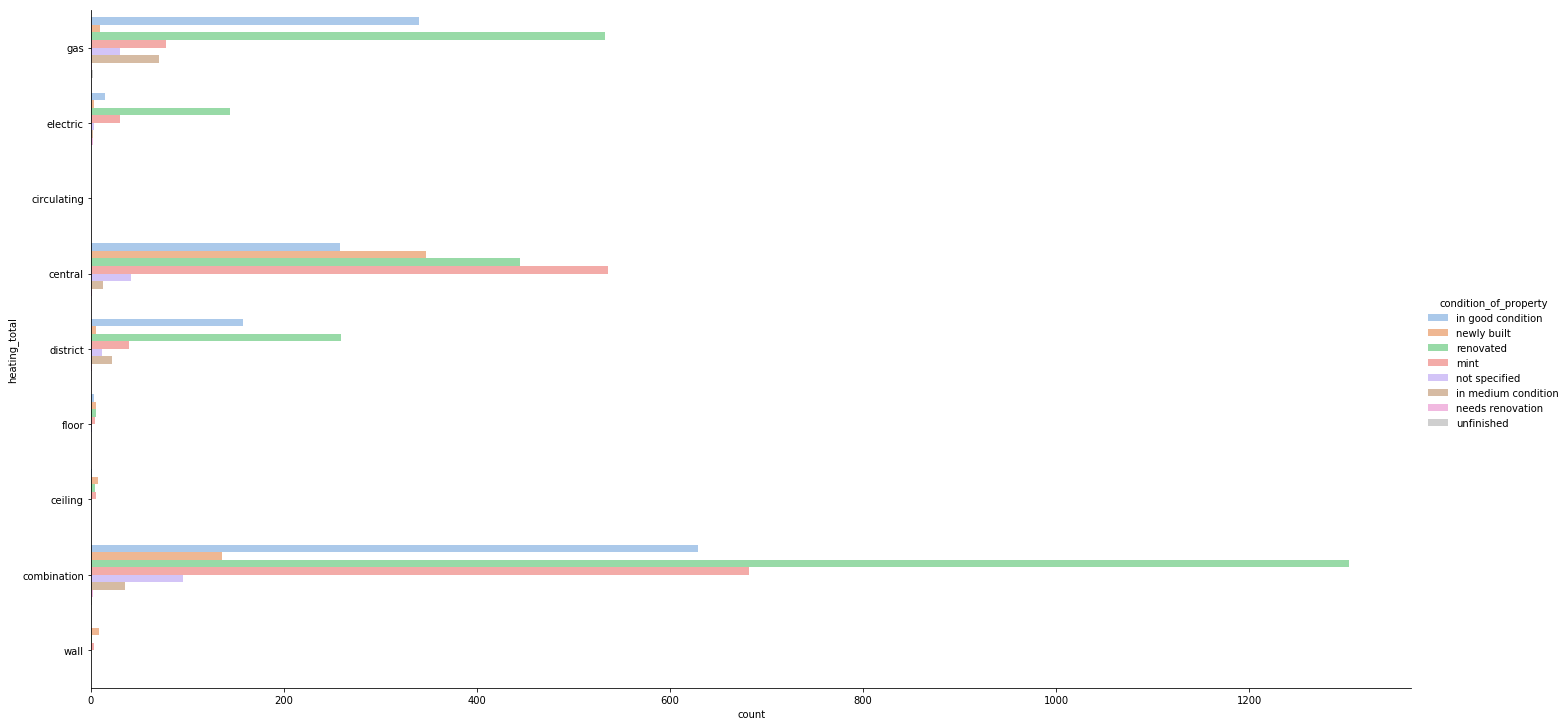 heating_total
gas
electric
circulating
central
district
floor
ceiling
combination
wall
0 200 400 600 800 1000 1200
count
condition_of_property
in good condition
newly built
renovated
mint
not specified
in medium condition
needs renovation
unfinished